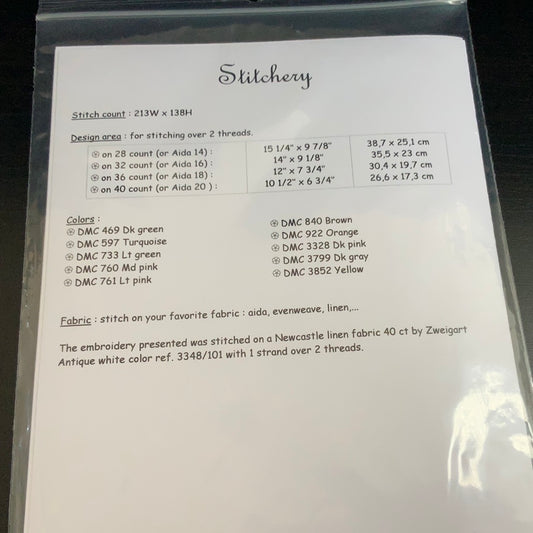 Stitchery
Stitch count : 213W x 138H
Design area : for stitching over 2 threads.
on 28 count (or Aida 14) : 15 1/4" x 9 7/8" 38,7 x 25,1 cm
on 32 count (or Aida 16) : 14" x 9 1/8" 35,5 x 23 cm
on 36 count (or Aida 18) : 12" x 7 3/4" 30,4 x 19,7 cm
on 40 count (or Aida 20 ) : 10 1/2" x 6 3/4" 26,6 x 17,3 cm
Colors :
DMC 469 Dk green
DMC 597 Turquoise
DMC 733 Lt green
DMC 760 Md pink
DMC 761 Lt pink
DMC 840 Brown
DMC 922 Orange
DMC 3328 Dk pink
DMC 3799 Dk gray
DMC 3852 Yellow
Fabric : stitch on your favorite fabric : aida, evenweave, linen,...
The embroidery presented was stitched on a Newcastle linen fabric 40 ct by Zweigart
Antique white color ref. 3348/101 with 1 strand over 2 threads.